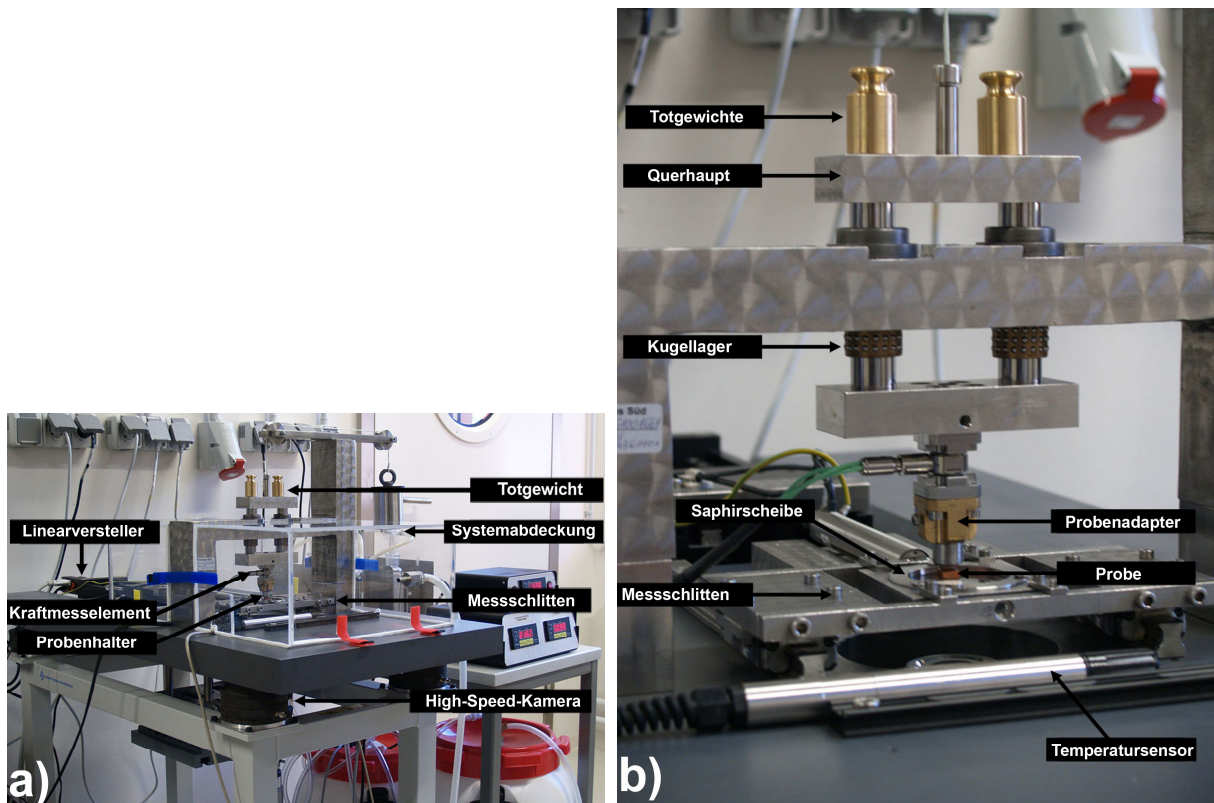 Totgewicht
Linearversteller
Systemabdeckung
Kraftmesselement
Messschlitten
Probenhalter
High-Speed-Kamera
a)
Totgewichte
Querhaupt
Kugellager
Saphirscheibe
Probenadapter
Messschlitten
Probe
Temperatursensor
b)